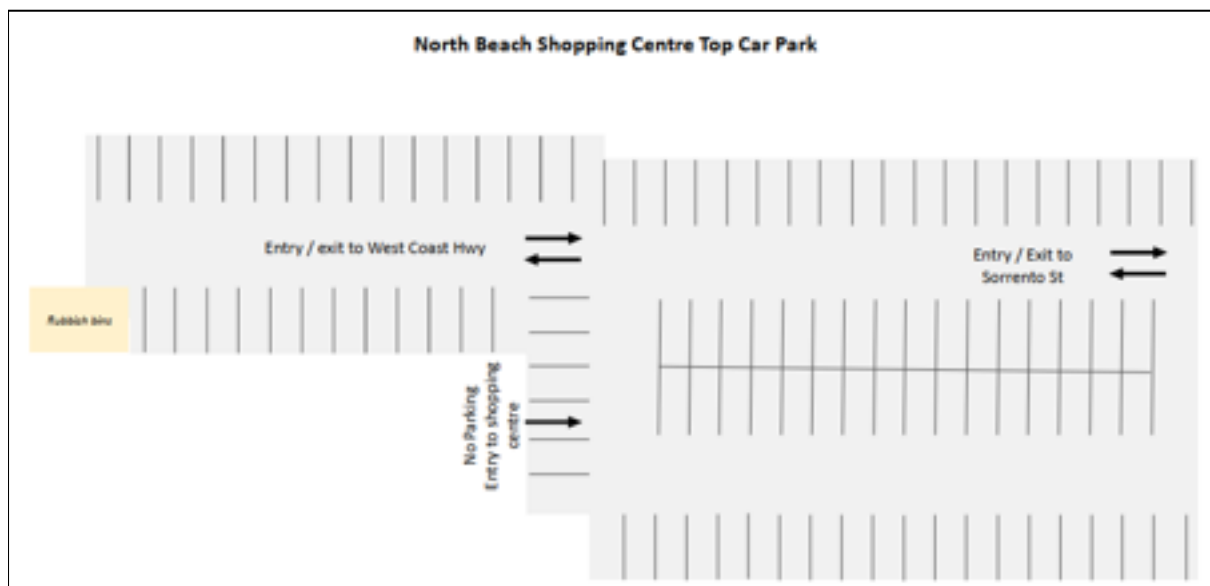 North Beach Shopping Centre Top Car Park
Entry / exit to West Coast Hwy
Entry / Exit to
Sorrento St
Rubbish bins
No Parking
Entry to shopping
centre